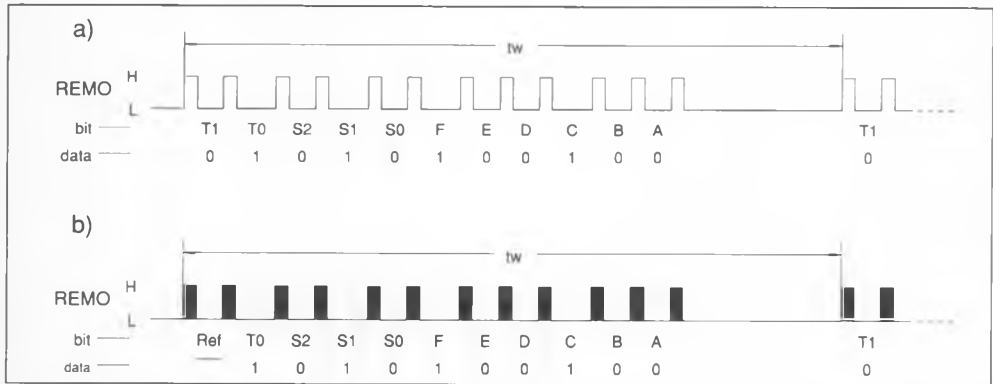 a)
tw
REMO H
L
bit T1 T0 S2 S1 S0 F E D C B A T1
data 0 1 0 1 0 1 0 0 1 0 0 0
b)
tw
REMO H
L
bit Ref T0 S2 S1 S0 F E D C B A T1
data 1 0 1 0 1 0 0 1 0 0 0